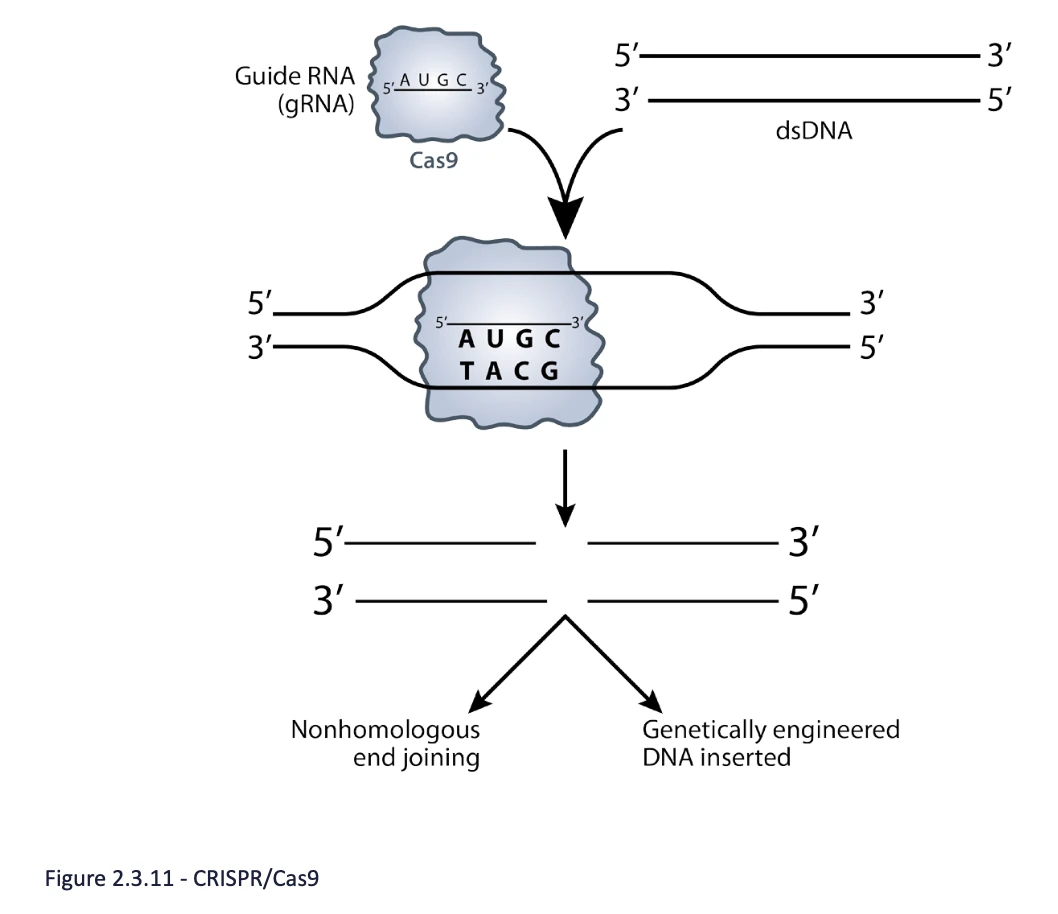 Guide RNA
(gRNA)
5′ A U G C 3′
Cas9
5′ 3′
3′ 5′
dsDNA
5′ 3′
3′ 5′
5′ 3′
A U G C
T A C G
5′ 3′
3′ 5′
Nonhomologous
end joining
Genetically engineered
DNA inserted
Figure 2.3.11 - CRISPR/Cas9